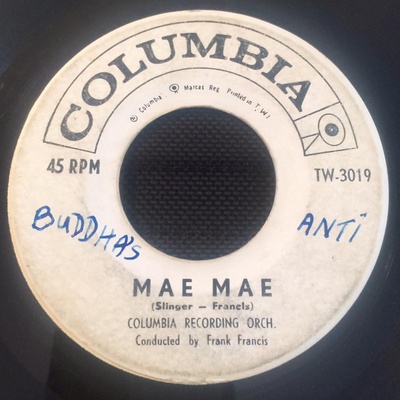 COLUMBIA
® Columbia ® Marcas Reg. Printed in T.W.I
45 RPM
TW-3019
BUDDHA'S
ANTI
MAE MAE
(Slinger — Francis)
COLUMBIA RECORDING ORCH.
Conducted by Frank Francis